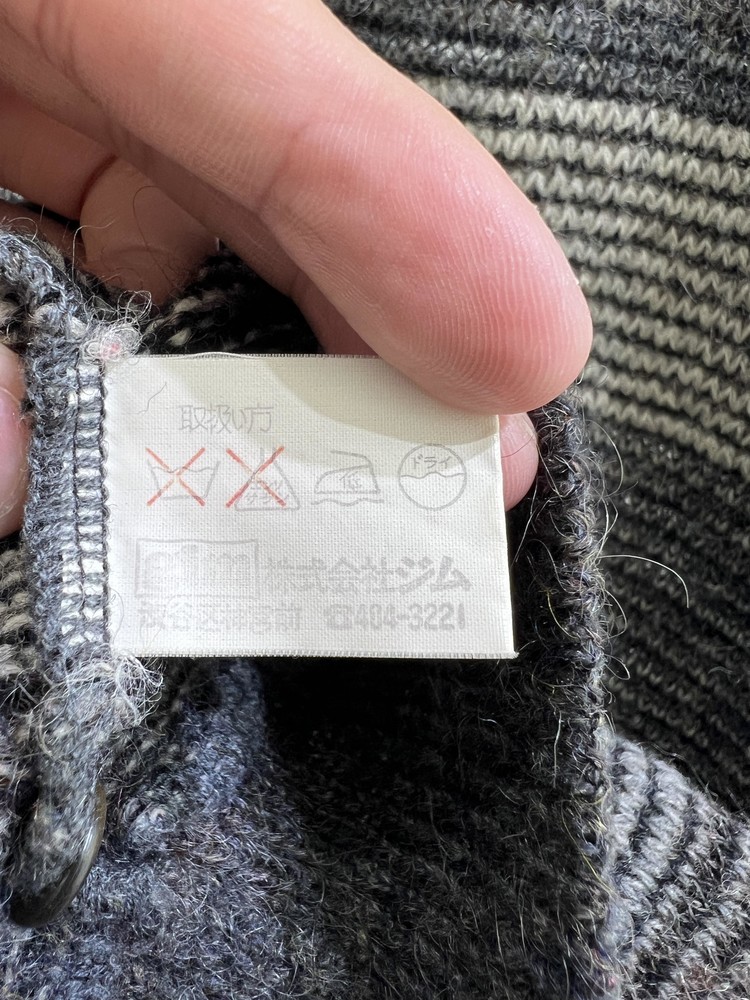 取扱い方
ドライ
gim 株式会社ジム
渋谷区神宮前 ☎404-3221